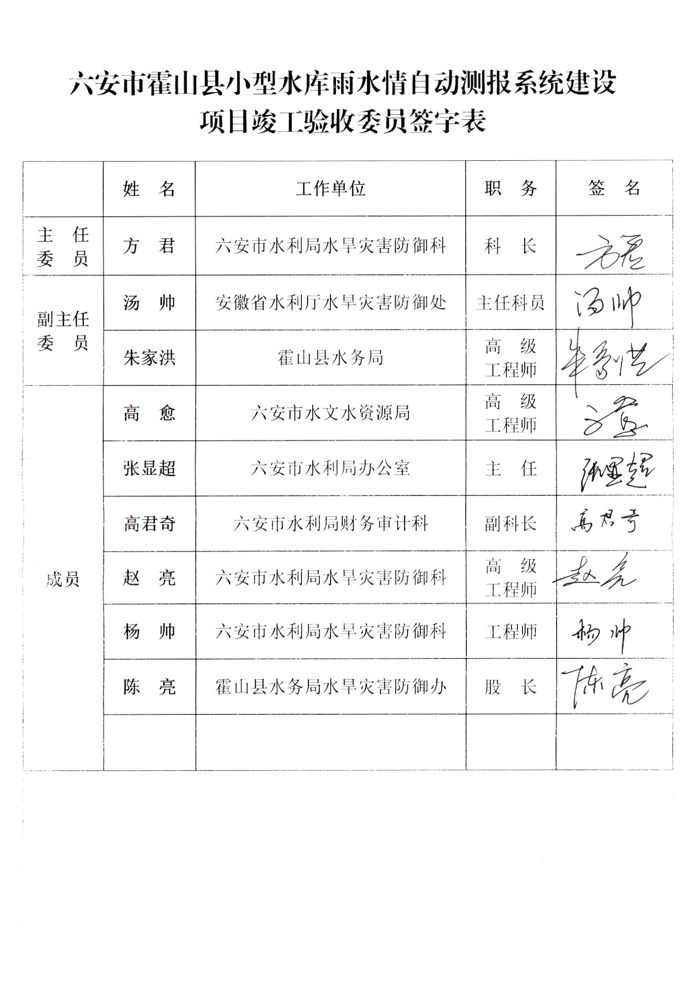 六安市霍山县小型水库雨水情自动测报系统建设
项目竣工验收委员签字表
姓 名 工作单位 职 务 签 名
主 任
委 员
方 君 六安市水利局水旱灾害防御科 科 长 方君
副主任
委 员
汤 帅 安徽省水利厅水旱灾害防御处 主任科员 汤帅
朱家洪 霍山县水务局 高 级
工程师 朱家洪
成员
高 愈 六安市水文水资源局 高 级
工程师 高愈
张显超 六安市水利局办公室 主 任 张显超
高君奇 六安市水利局财务审计科 副科长 高君奇
赵 亮 六安市水利局水旱灾害防御科 高 级
工程师 赵亮
杨 帅 六安市水利局水旱灾害防御科 工程师 杨帅
陈 亮 霍山县水务局水旱灾害防御办 股 长 陈亮